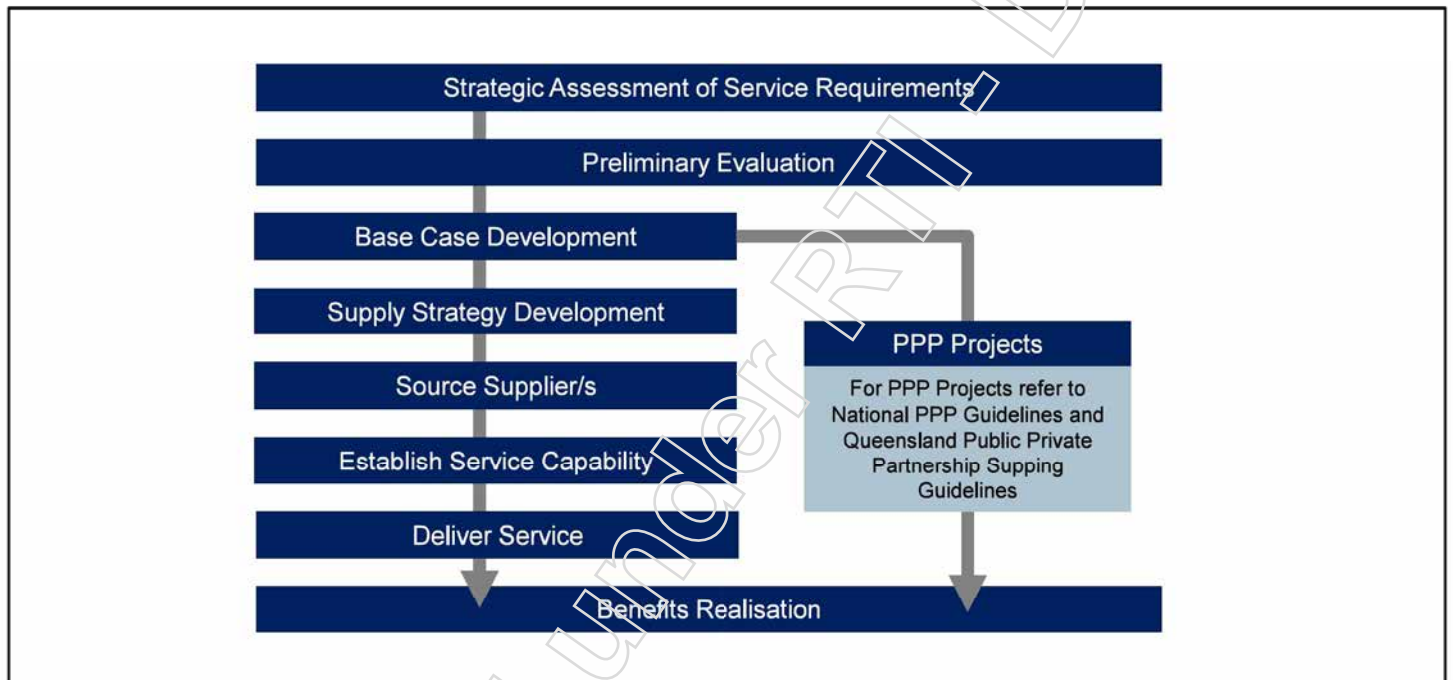 Strategic Assessment of Service Requirements
Preliminary Evaluation
Base Case Development
Supply Strategy Development
Source Supplier/s
Establish Service Capability
Deliver Service
PPP Projects
For PPP Projects refer to
National PPP Guidelines and
Queensland Public Private
Partnership Supping
Guidelines
Benefits Realisation
under RTI -